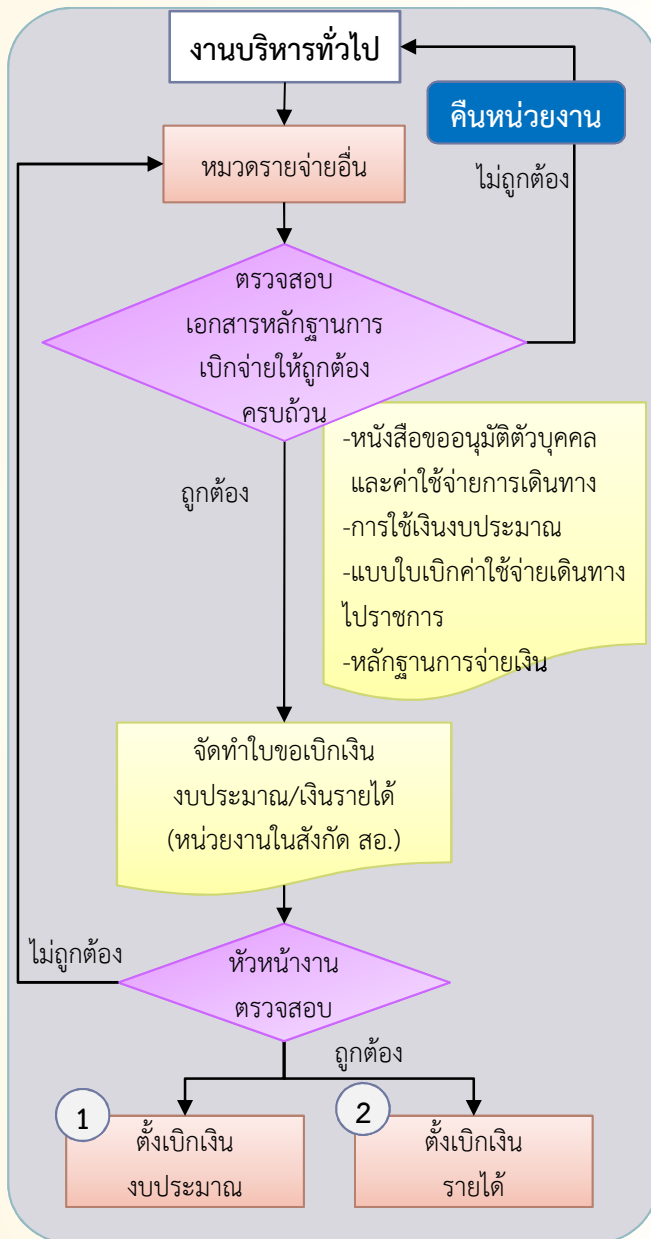 งานบริหารทั่วไป
คืนหน่วยงาน
หมวดรายจ่ายอื่น
ไม่ถูกต้อง
ตรวจสอบ
เอกสารหลักฐานการ
เบิกจ่ายให้ถูกต้อง
ครบถ้วน
-หนังสือขออนุมัติตัวบุคคล
และค่าใช้จ่ายการเดินทาง
-การใช้เงินงบประมาณ
-แบบใบเบิกค่าใช้จ่ายเดินทาง
ไปราชการ
-หลักฐานการจ่ายเงิน
ถูกต้อง
จัดทำใบขอเบิกเงิน
งบประมาณ/เงินรายได้
(หน่วยงานในสังกัด สอ.)
ไม่ถูกต้อง
หัวหน้างาน
ตรวจสอบ
ถูกต้อง
1
ตั้งเบิกเงิน
งบประมาณ
2
ตั้งเบิกเงิน
รายได้